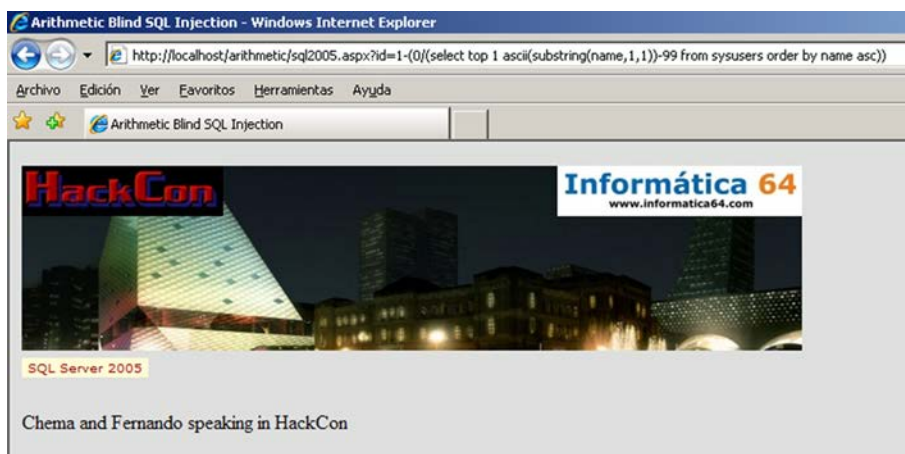 Arithmetic Blind SQL Injection - Windows Internet Explorer
http://localhost/arithmetic/sql2005.aspx?id=1-(0/(select top 1 ascii(substring(name,1,1))-99 from sysusers order by name asc))
Archivo Edición Ver Favoritos Herramientas Ayuda
Arithmetic Blind SQL Injection
HackCon
Informática 64
www.informatica64.com
SQL Server 2005
Chema and Fernando speaking in HackCon